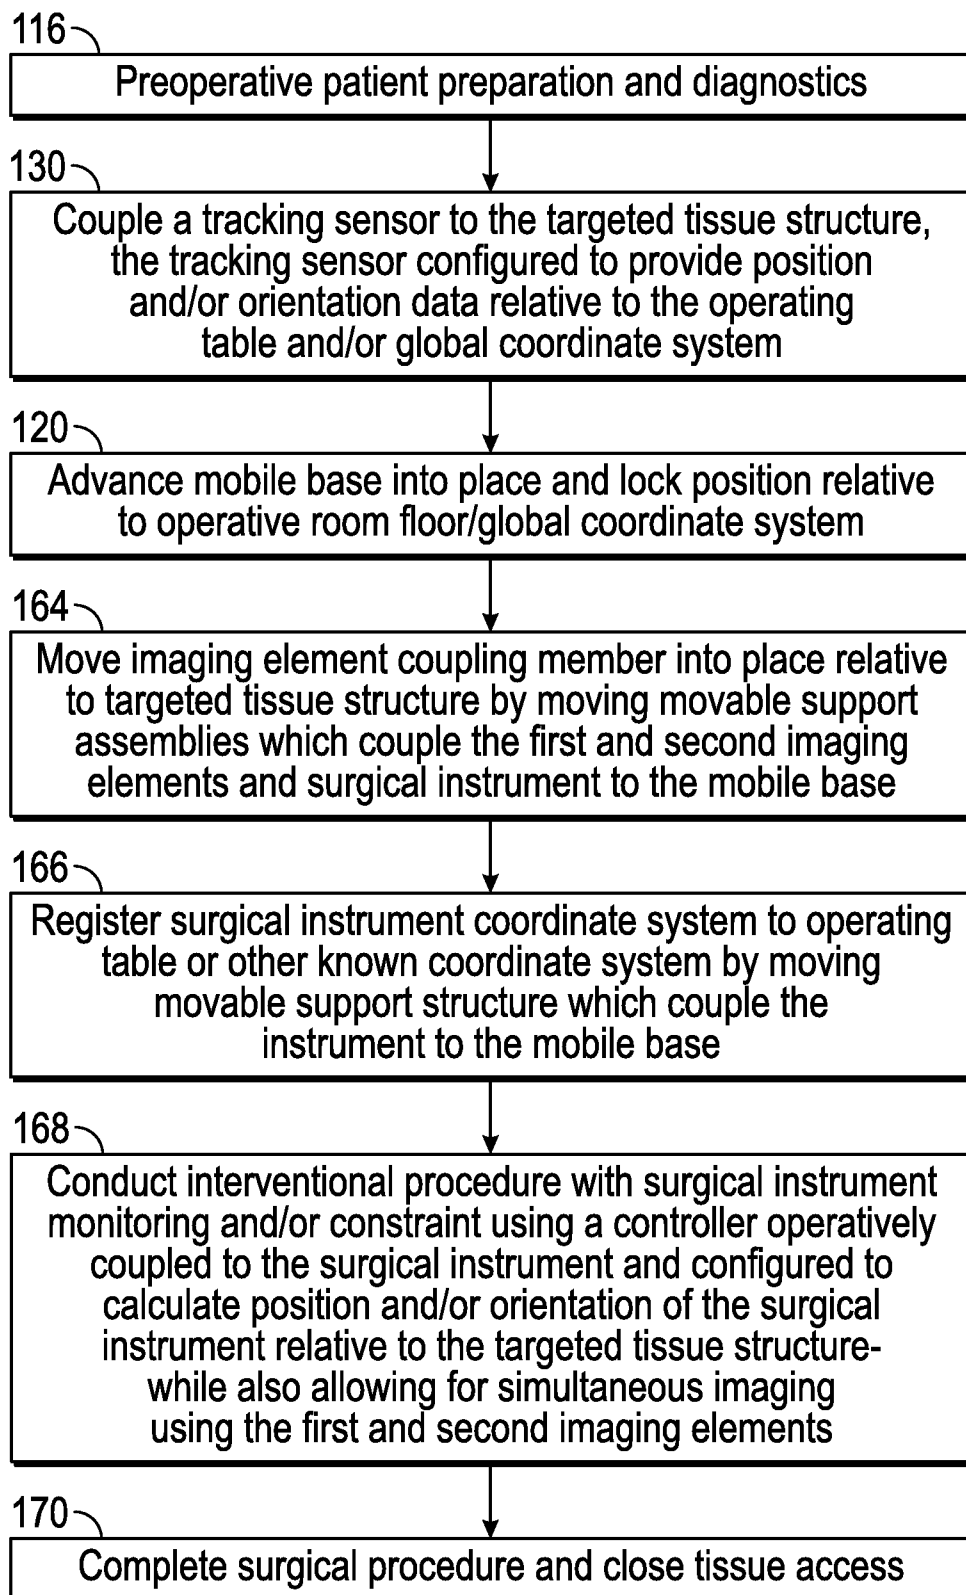 116
Preoperative patient preparation and diagnostics
130
Couple a tracking sensor to the targeted tissue structure,
the tracking sensor configured to provide position
and/or orientation data relative to the operating
table and/or global coordinate system
120
Advance mobile base into place and lock position relative
to operative room floor/global coordinate system
164
Move imaging element coupling member into place relative
to targeted tissue structure by moving movable support
assemblies which couple the first and second imaging
elements and surgical instrument to the mobile base
166
Register surgical instrument coordinate system to operating
table or other known coordinate system by moving
movable support structure which couple the
instrument to the mobile base
168
Conduct interventional procedure with surgical instrument
monitoring and/or constraint using a controller operatively
coupled to the surgical instrument and configured to
calculate position and/or orientation of the surgical
instrument relative to the targeted tissue structure-
while also allowing for simultaneous imaging
using the first and second imaging elements
170
Complete surgical procedure and close tissue access